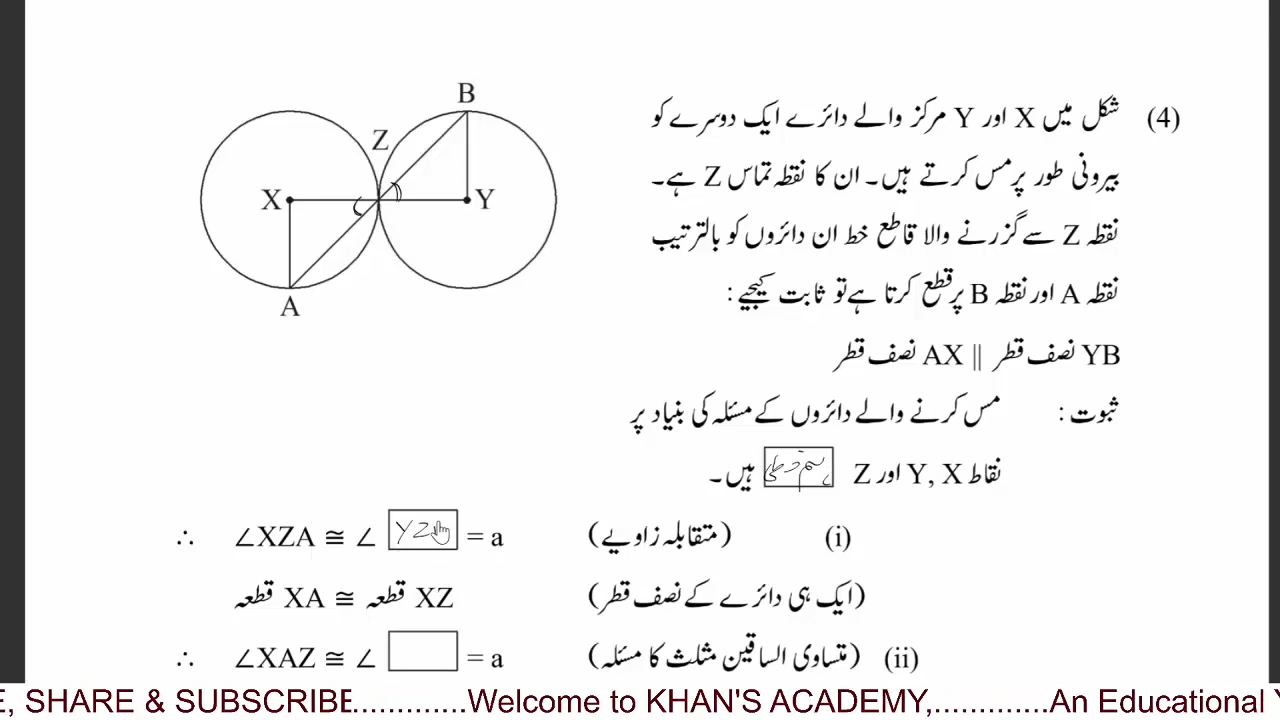 (4) شکل میں X اور Y مرکز والے دائرے ایک دوسرے کو
بیرونی طور پر مس کرتے ہیں۔ ان کا نقطہ تماس Z ہے۔
نقطہ Z سے گزرنے والا قاطع خط ان دائروں کو بالترتیب
نقطہ A اور نقطہ B پر قطع کرتا ہے تو ثابت کیجیے :
نصف قطر AX || نصف قطر YB
ثبوت : مس کرنے والے دائروں کے مسئلہ کی بنیاد پر
نقاط X ,Y اور Z ہیں۔
∴ ∠XZA ≅ ∠ YZ = a (متقابلہ زاویے) (i)
قطعہ XA ≅ قطعہ XZ (ایک ہی دائرے کے نصف قطر)
∴ ∠XAZ ≅ ∠ = a (متساوی الساقین مثلث کا مسئلہ) (ii)
B
Z
X
Y
A
E, SHARE & SUBSCRIBE.............Welcome to KHAN'S ACADEMY,.............An Educational Y